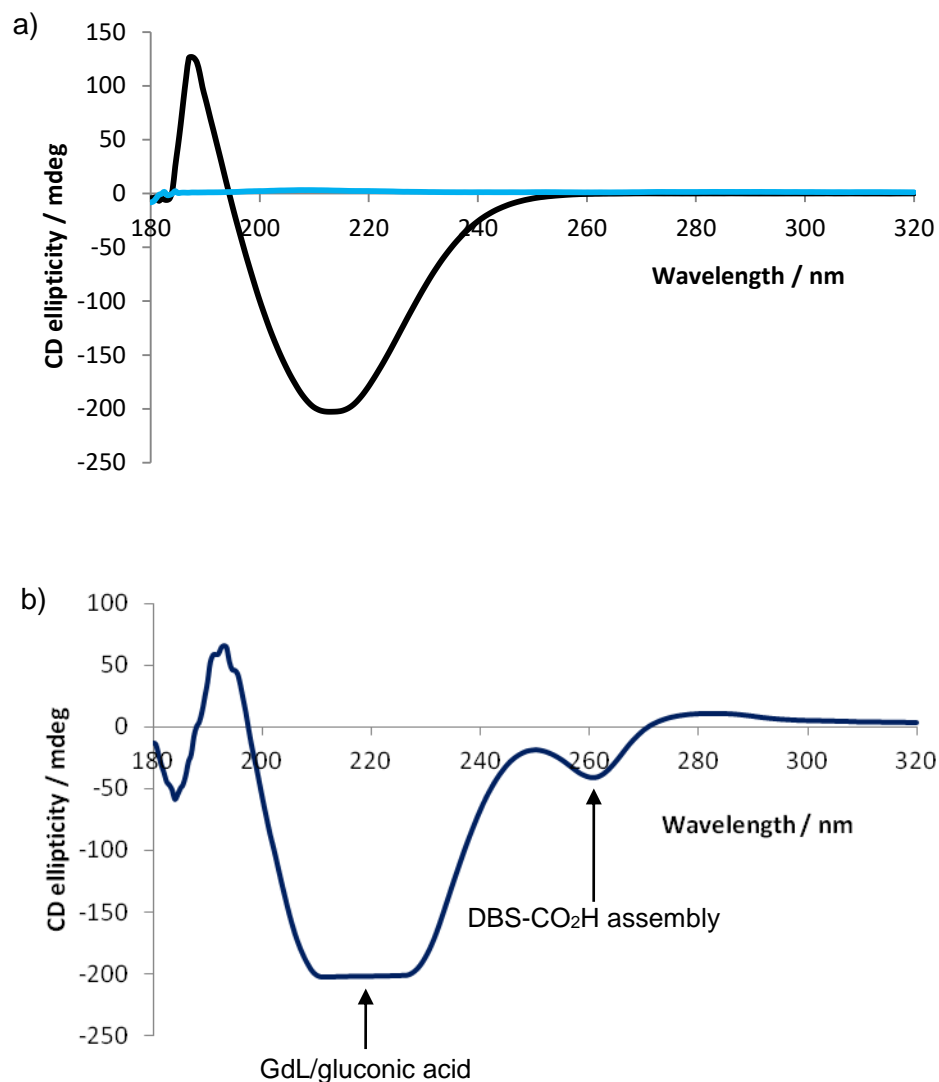 a)
150
100
50
0
-50
-100
-150
-200
-250
CD ellipticity / mdeg
180 200 220 240 260 280 300 320
Wavelength / nm
b)
100
50
0
-50
-100
-150
-200
-250
CD ellipticity / mdeg
180 200 220 240 260 280 300 320
Wavelength / nm
DBS-CO₂H assembly
GdL/gluconic acid